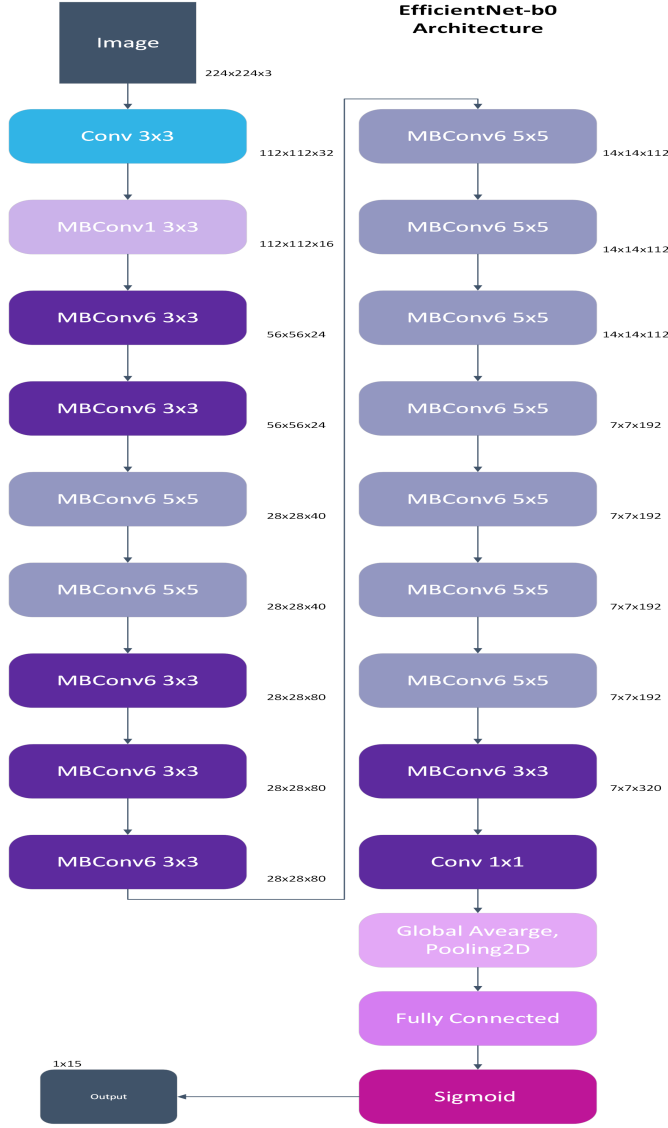 EfficientNet-b0
Architecture
Image
224x224x3
Conv 3x3
112x112x32
MBConv1 3x3
112x112x16
MBConv6 3x3
56x56x24
MBConv6 3x3
56x56x24
MBConv6 5x5
28x28x40
MBConv6 5x5
28x28x40
MBConv6 3x3
28x28x80
MBConv6 3x3
28x28x80
MBConv6 3x3
28x28x80
MBConv6 5x5
14x14x112
MBConv6 5x5
14x14x112
MBConv6 5x5
14x14x112
MBConv6 5x5
7x7x192
MBConv6 5x5
7x7x192
MBConv6 5x5
7x7x192
MBConv6 5x5
7x7x192
MBConv6 3x3
7x7x320
Conv 1x1
Global Avearge,
Pooling2D
Fully Connected
Sigmoid
1x15
Output